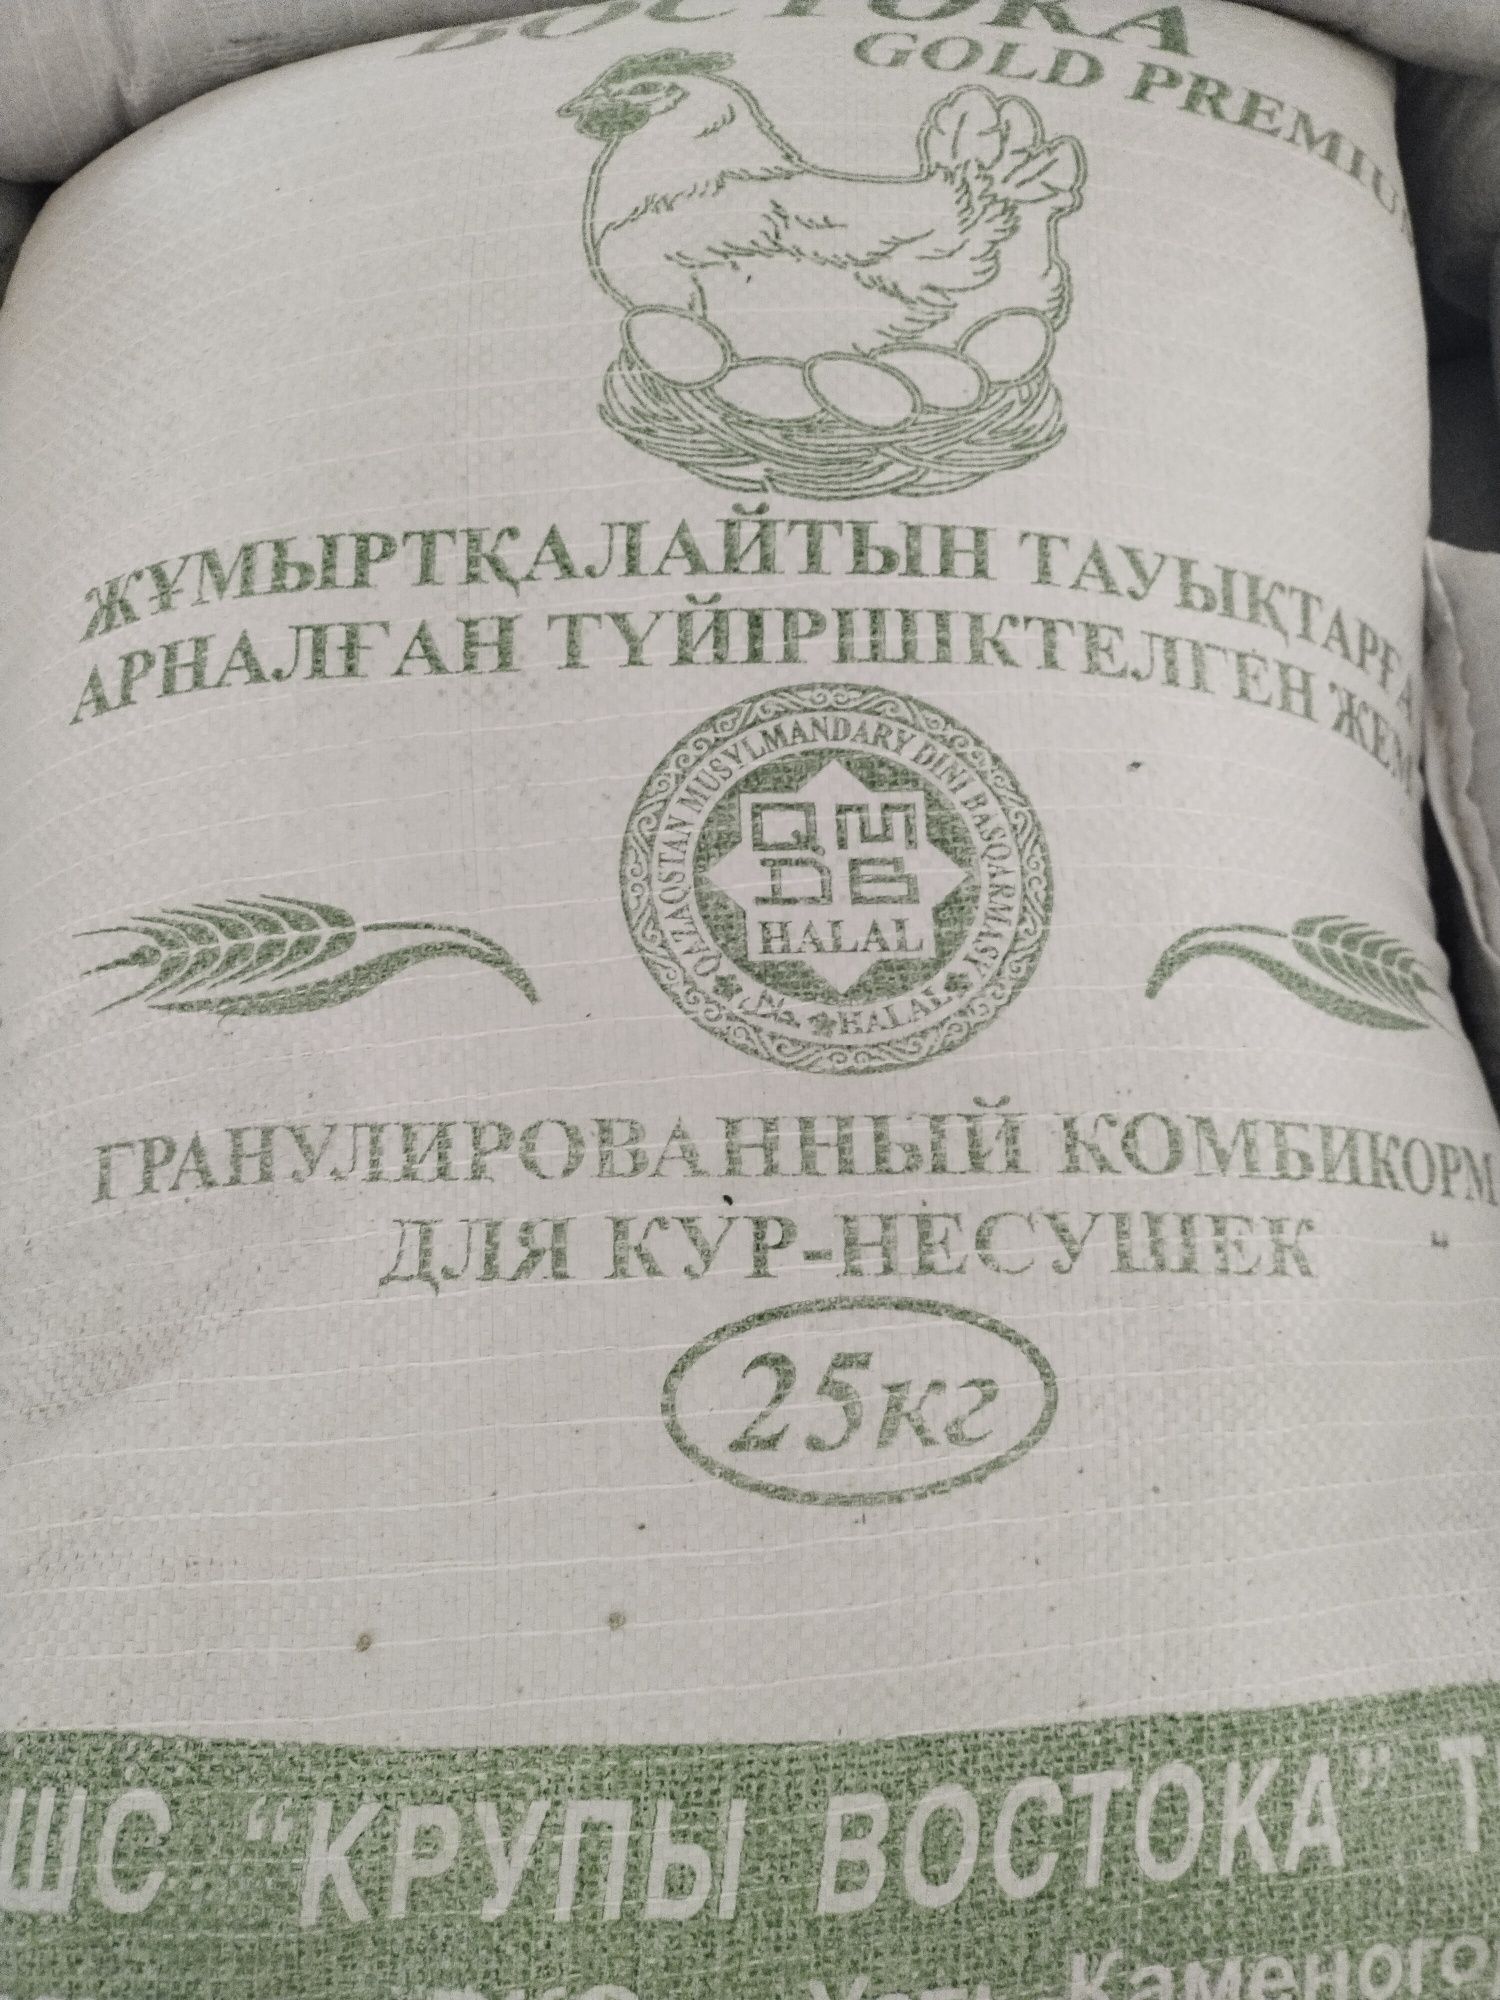 ВОСТОКА
GOLD PREMIUM
ЖҰМЫРТҚАЛАЙТЫН ТАУЫҚТАРҒА
АРНАЛҒАН ТҮЙІРШІКТЕЛГЕН ЖЕМ
QAZAQSTAN MUSYLMANDARY DINI BASQARMASY
QMDB
HALAL
HALAL
ГРАНУЛИРОВАННЫЙ КОМБИКОРМ
ДЛЯ КУР-НЕСУШЕК
25кг
ШС "КРУПЫ ВОСТОКА" Т
Каменого